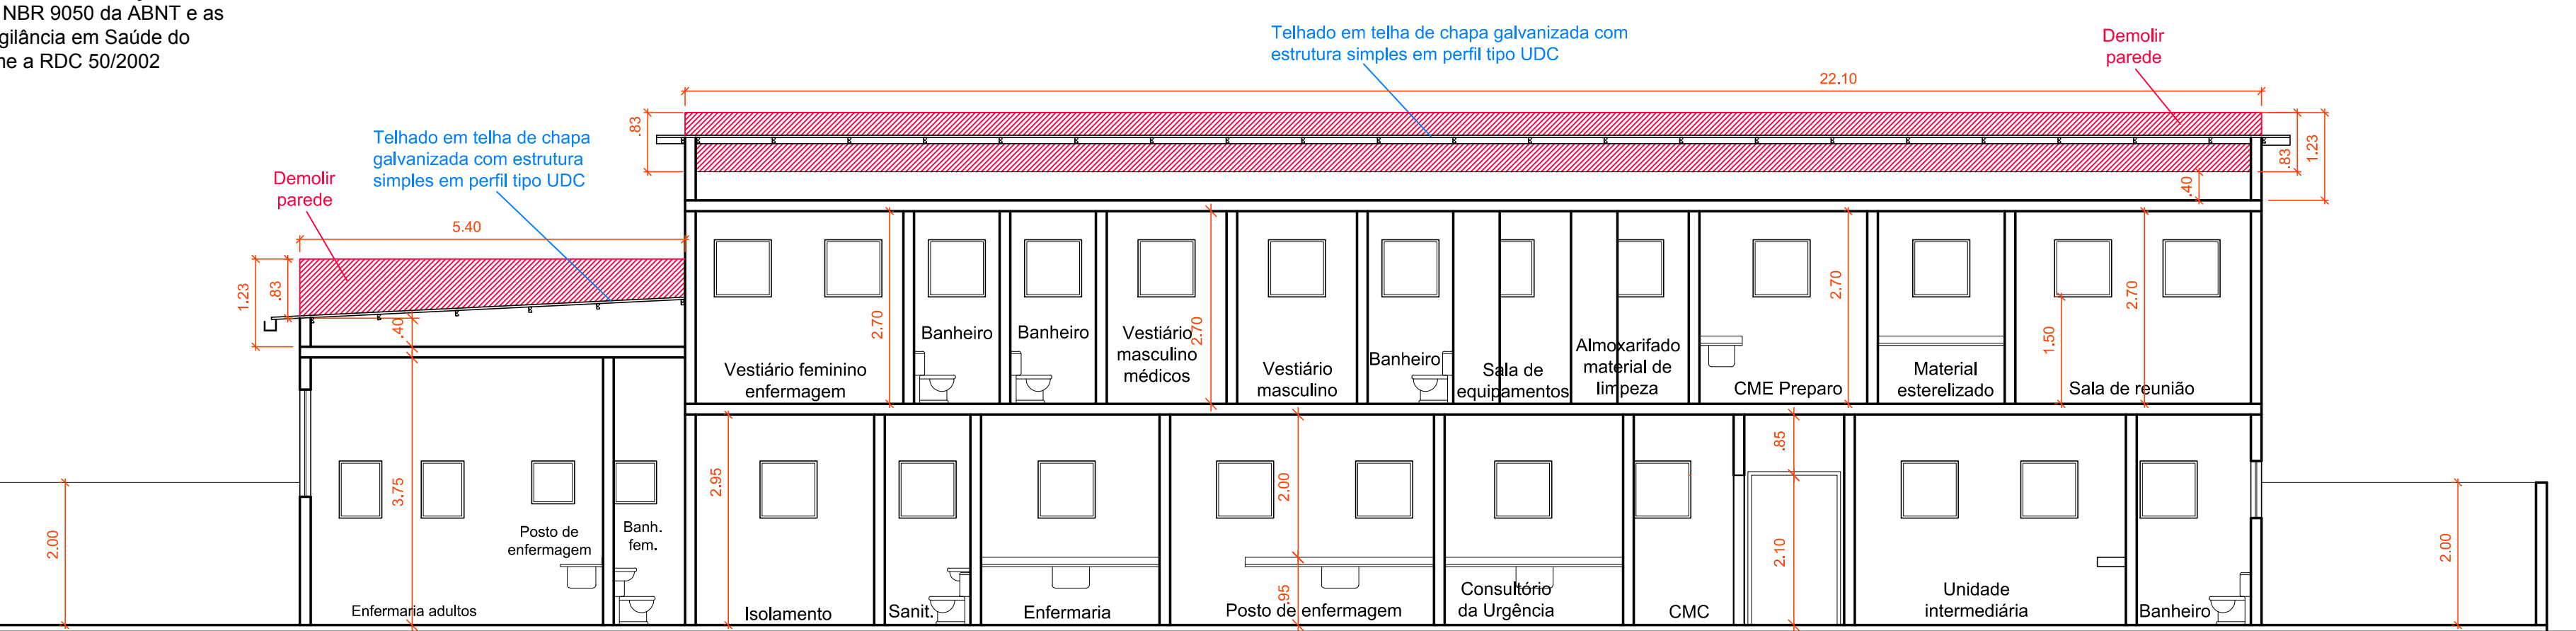 NBR 9050 da ABNT e as
gilância em Saúde do
ne a RDC 50/2002
Telhado em telha de chapa galvanizada com
estrutura simples em perfil tipo UDC
Demolir
parede
22.10
.83
.83
1.23
.40
Telhado em telha de chapa
galvanizada com estrutura
simples em perfil tipo UDC
Demolir
parede
5.40
1.23
.83
.40
2.70
2.70
2.70
2.70
1.50
Vestiário feminino
enfermagem
Banheiro
Banheiro
Vestiário
masculino
médicos
Vestiário
masculino
Banheiro
Sala de
equipamentos
Almoxarifado
material de
limpeza
CME Preparo
Material
esterelizado
Sala de reunião
2.00
3.75
2.95
2.00
.95
.85
2.10
2.00
Enfermaria adultos
Posto de
enfermagem
Banh.
fem.
Isolamento
Sanit.
Enfermaria
Posto de enfermagem
Consultório
da Urgência
CMC
Unidade
intermediária
Banheiro